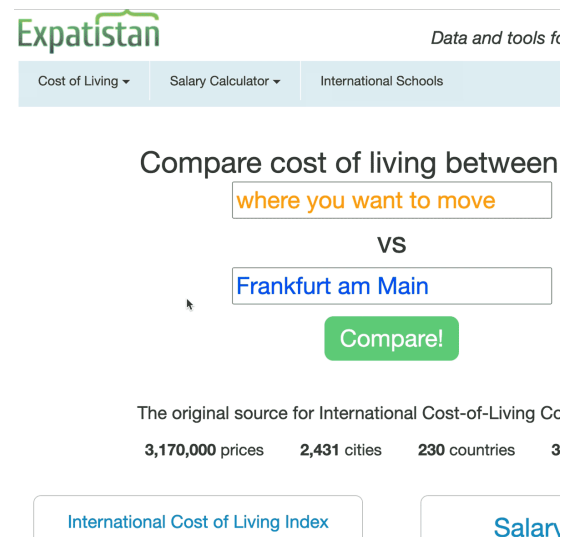 Expatistan
Data and tools fo
Cost of Living
Salary Calculator
International Schools
Compare cost of living between
where you want to move
vs
Frankfurt am Main
Compare!
The original source for International Cost-of-Living Co
3,170,000 prices 2,431 cities 230 countries 3
International Cost of Living Index
Salary